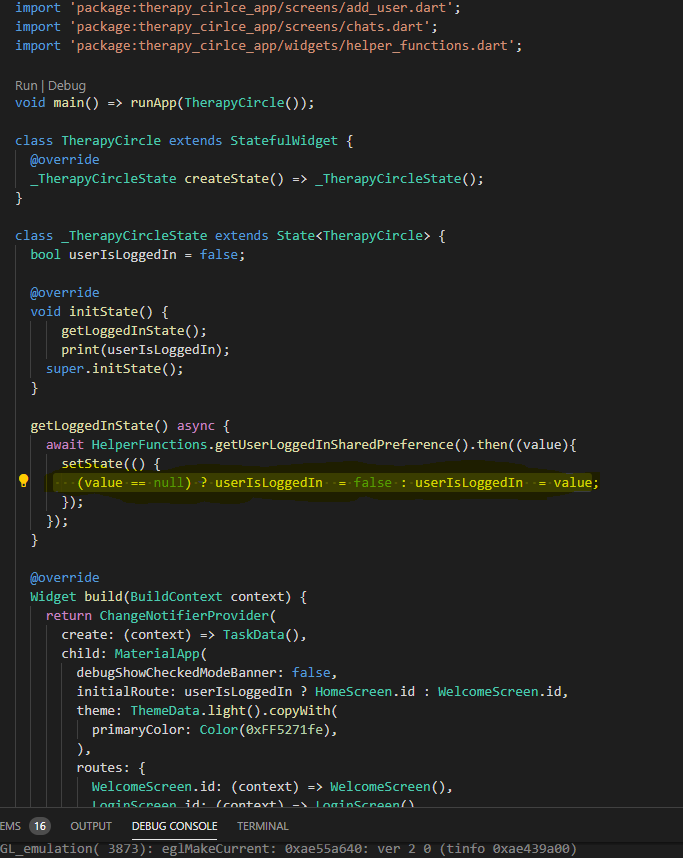 import 'package:therapy_cirlce_app/screens/add_user.dart';
import 'package:therapy_cirlce_app/screens/chats.dart';
import 'package:therapy_cirlce_app/widgets/helper_functions.dart';
Run | Debug
void main() => runApp(TherapyCircle());
class TherapyCircle extends StatefulWidget {
@override
_TherapyCircleState createState() => _TherapyCircleState();
}
class _TherapyCircleState extends State<TherapyCircle> {
bool userIsLoggedIn = false;
@override
void initState() {
getLoggedInState();
print(userIsLoggedIn);
super.initState();
}
getLoggedInState() async {
await HelperFunctions.getUserLoggedInSharedPreference().then((value){
setState(() {
(value == null) ? userIsLoggedIn  = false : userIsLoggedIn  = value;
});
});
}
@override
Widget build(BuildContext context) {
return ChangeNotifierProvider(
create: (context) => TaskData(),
child: MaterialApp(
debugShowCheckedModeBanner: false,
initialRoute: userIsLoggedIn ? HomeScreen.id : WelcomeScreen.id,
theme: ThemeData.light().copyWith(
primaryColor: Color(0xFF5271fe),
),
routes: {
WelcomeScreen.id: (context) => WelcomeScreen(),
LoginScreen.id: (context) => LoginScreen()
EMS 16 OUTPUT DEBUG CONSOLE TERMINAL
GL_emulation( 3873): eglMakeCurrent: 0xae55a640: ver 2 0 (tinfo 0xae439a00)